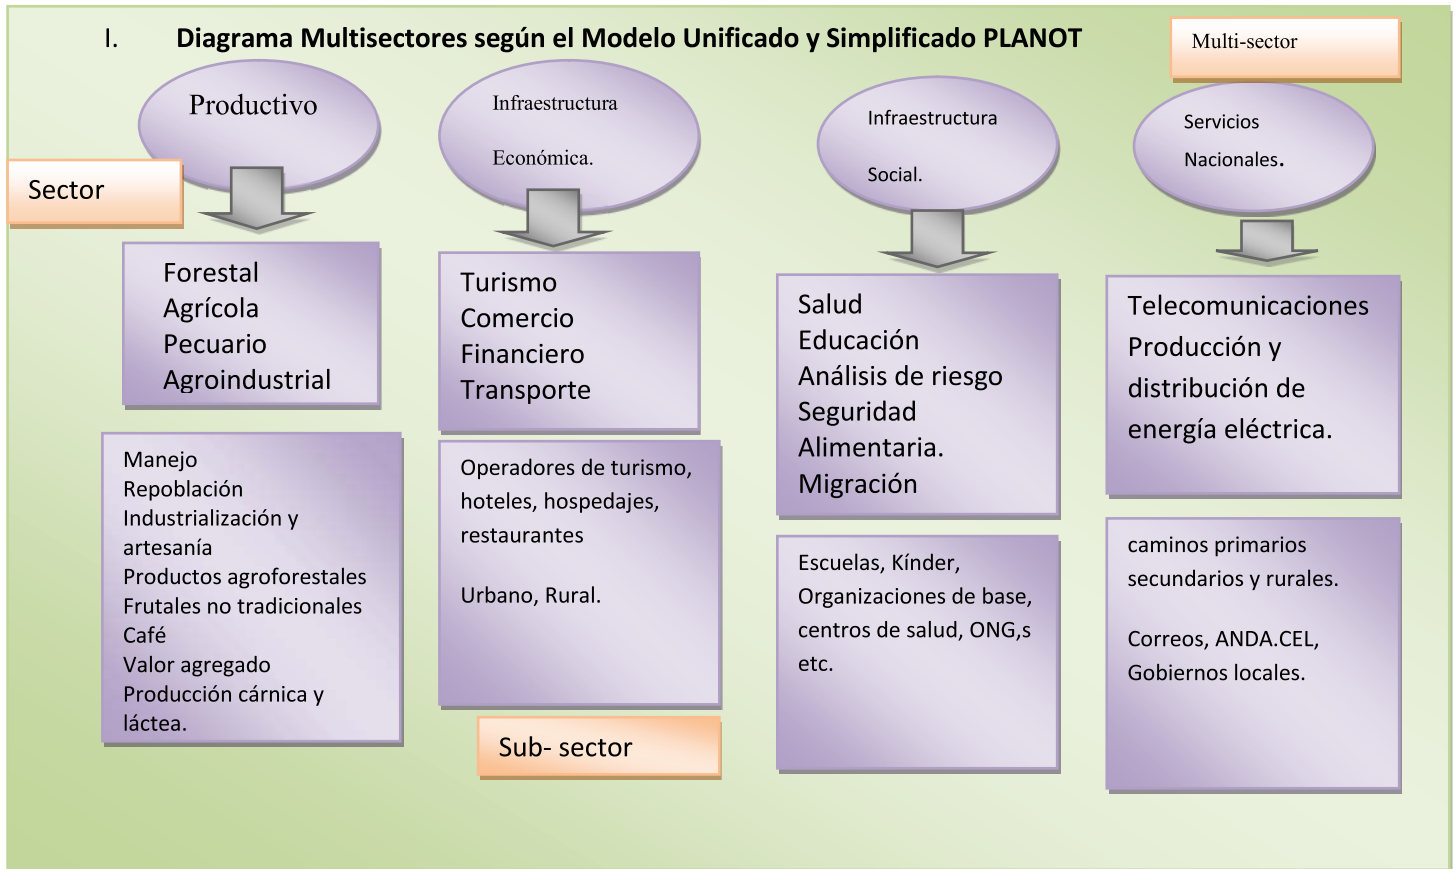 I. Diagrama Multisectores según el Modelo Unificado y Simplificado PLANOT
Multi-sector
Productivo
Infraestructura
Económica.
Infraestructura
Social.
Servicios
Nacionales.
Sector
Forestal
Agrícola
Pecuario
Agroindustrial
Turismo
Comercio
Financiero
Transporte
Salud
Educación
Análisis de riesgo
Seguridad
Alimentaria.
Migración
Telecomunicaciones
Producción y
distribución de
energía eléctrica.
Manejo
Repoblación
Industrialización y
artesanía
Productos agroforestales
Frutales no tradicionales
Café
Valor agregado
Producción cárnica y
láctea.
Operadores de turismo,
hoteles, hospedajes,
restaurantes
Urbano, Rural.
Escuelas, Kínder,
Organizaciones de base,
centros de salud, ONG,s
etc.
caminos primarios
secundarios y rurales.
Correos, ANDA.CEL,
Gobiernos locales.
Sub- sector